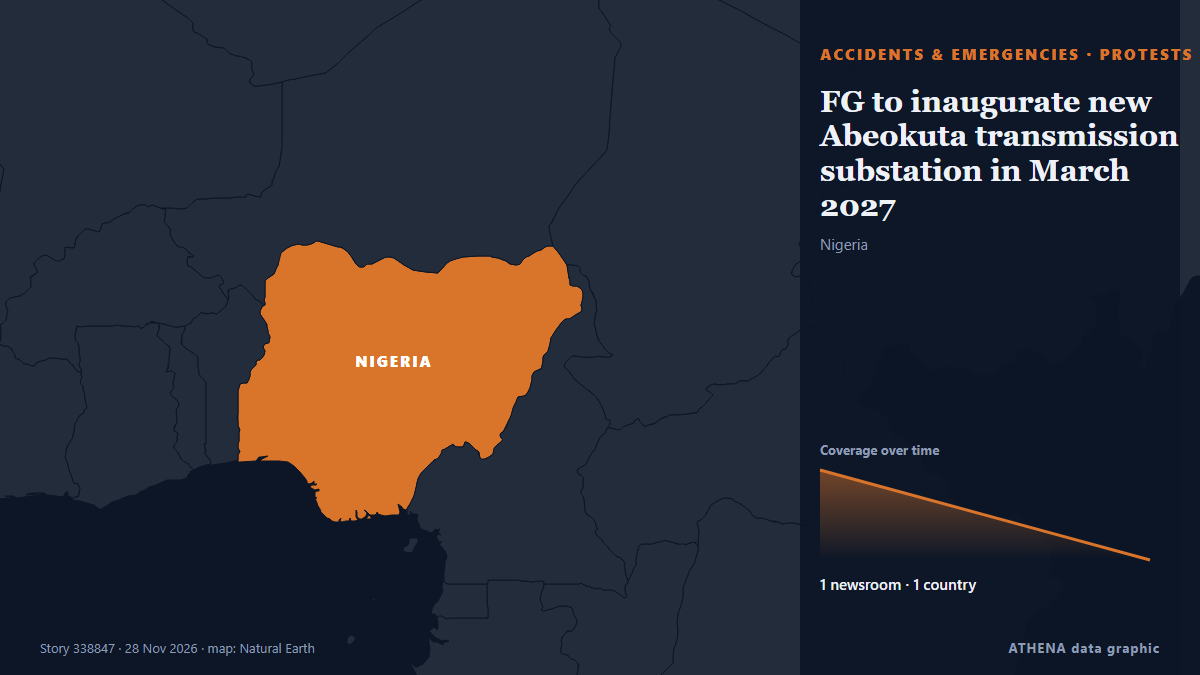 ACCIDENTS & EMERGENCIES · PROTESTS
FG to inaugurate new
Abeokuta transmission
substation in March
2027
Nigeria
NIGERIA
Coverage over time
1 newsroom · 1 country
Story 338847 · 28 Nov 2026 · map: Natural Earth
ATHENA data graphic